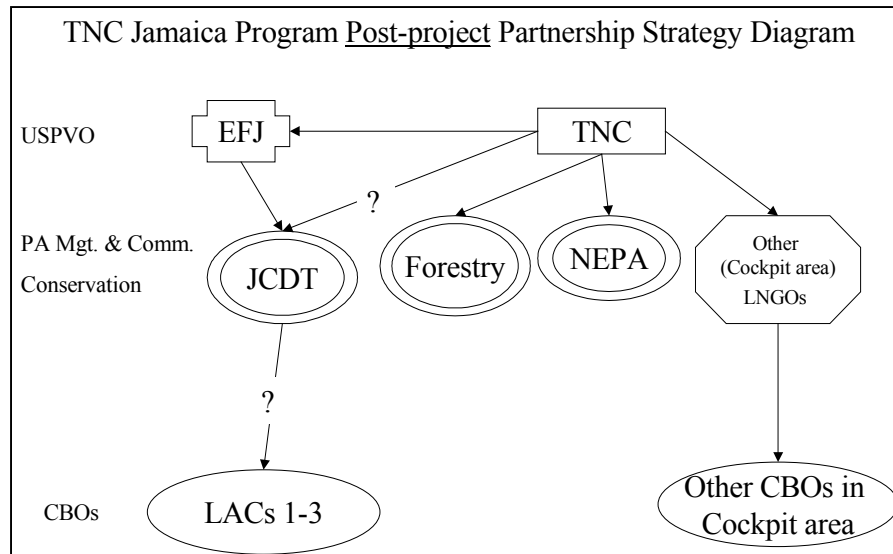 TNC Jamaica Program Post-project Partnership Strategy Diagram
USPVO
EFJ
TNC
?
PA Mgt. & Comm.
Conservation
JCDT
Forestry
NEPA
Other
(Cockpit area)
LNGOs
?
CBOs
LACs 1-3
Other CBOs in
Cockpit area